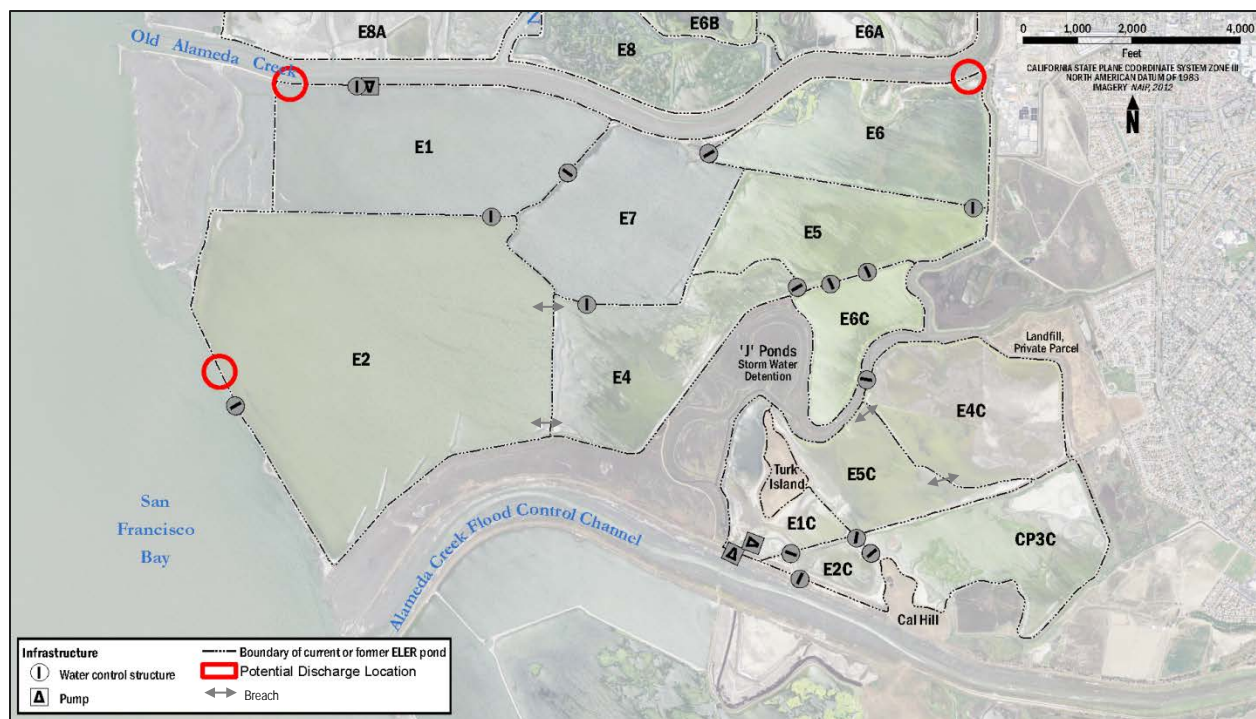 E8A
E8
E6B
E6A
Old Alameda Creek
0 1,000 2,000 4,000
Feet
CALIFORNIA STATE PLANE COORDINATE SYSTEM ZONE III
NORTH AMERICAN DATUM OF 1983
IMAGERY NAIP, 2012
N
E1
E6
E7
E5
E6C
E2
E4
'J' Ponds
Storm Water
Detention
Landfill,
Private Parcel
E4C
Turk
Island
E5C
San
Francisco
Bay
Alameda Creek Flood Control Channel
E1C
CP3C
E2C
Cal Hill
Infrastructure
Water control structure
Pump
Boundary of current or former ELER pond
Potential Discharge Location
Breach